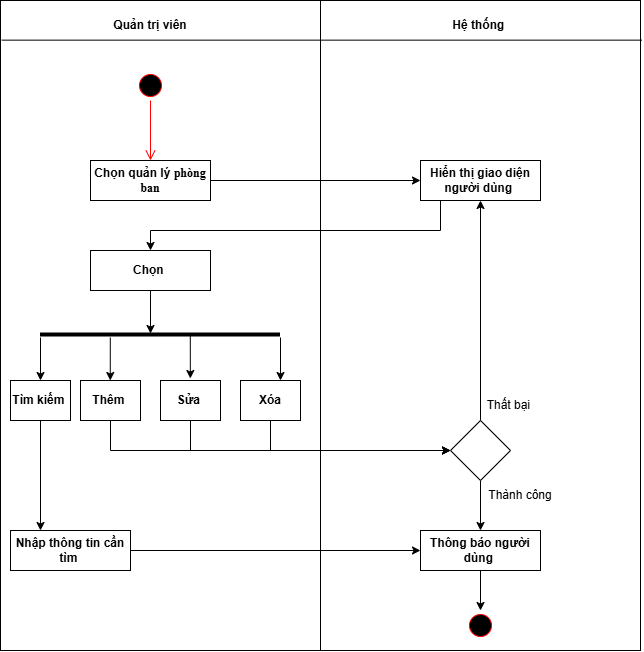 Quản trị viên
Hệ thống
Chọn quản lý phòng
ban
Hiển thị giao diện
người dùng
Chọn
Tìm kiếm
Thêm
Sửa
Xóa
Thất bại
Thành công
Nhập thông tin cần
tìm
Thông báo người
dùng